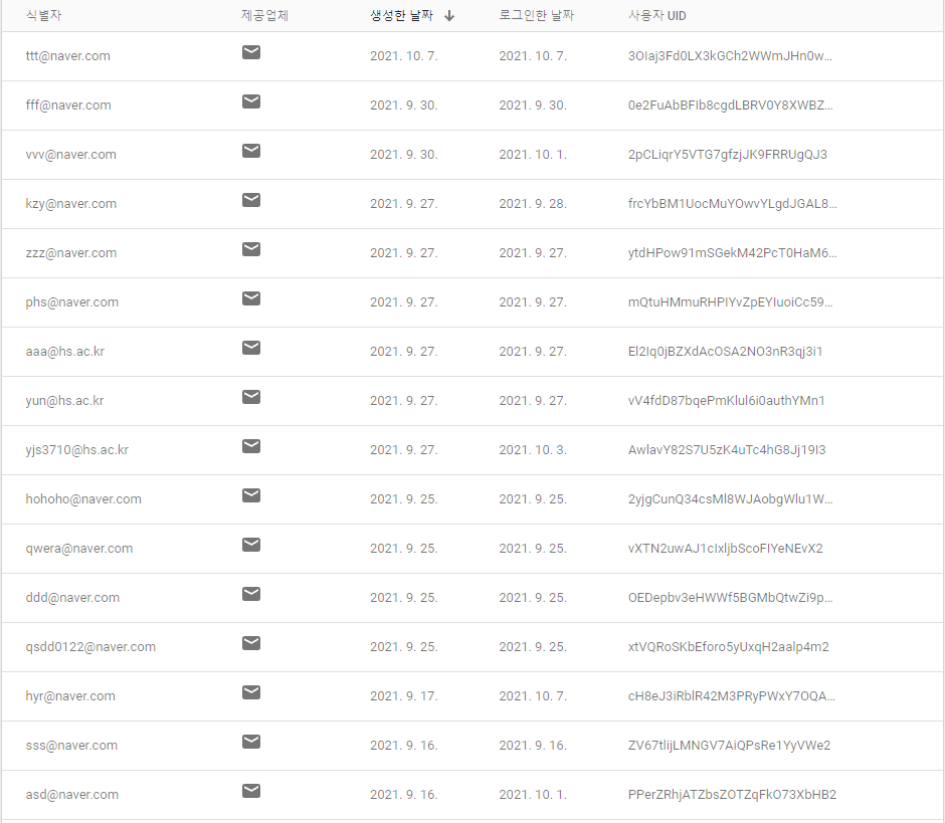 식별자 제공업체 생성한 날짜 로그인한 날짜 사용자 UID
ttt@naver.com 2021. 10. 7. 2021. 10. 7. 3OIaj3Fd0LX3kGCh2WWmJHn0w...
fff@naver.com 2021. 9. 30. 2021. 9. 30. 0e2FuAbBFIb8cgdLBRV0Y8XWBZ...
vvv@naver.com 2021. 9. 30. 2021. 10. 1. 2pCLiqrY5VTG7gfzjJK9FRRUgQJ3
kzy@naver.com 2021. 9. 27. 2021. 9. 28. frcYbBM1UocMuYOwvYLgdJGAL8...
zzz@naver.com 2021. 9. 27. 2021. 9. 27. ytdHPow91mSGekM42PcT0HaM6...
phs@naver.com 2021. 9. 27. 2021. 9. 27. mQtuHMmuRHPIYvZpEYIuoiCc59...
aaa@hs.ac.kr 2021. 9. 27. 2021. 9. 27. El2Iq0jBZXdAcOSA2NO3nR3qj3i1
yun@hs.ac.kr 2021. 9. 27. 2021. 9. 27. vV4fdD87bqePmKlul6i0authYMn1
yjs3710@hs.ac.kr 2021. 9. 27. 2021. 10. 3. AwlavY82S7U5zK4uTc4hG8Jj19I3
hohoho@naver.com 2021. 9. 25. 2021. 9. 25. 2yjgCunQ34csMl8WJAobgWlu1W...
qwera@naver.com 2021. 9. 25. 2021. 9. 25. vXTN2uwAJ1cIxljbScoFIYeNEvX2
ddd@naver.com 2021. 9. 25. 2021. 9. 25. OEDepbv3eHWWf5BGMbQtwZi9p...
qsdd0122@naver.com 2021. 9. 25. 2021. 9. 25. xtVQRoSKbEforo5yUxqH2aalp4m2
hyr@naver.com 2021. 9. 17. 2021. 10. 7. cH8eJ3iRblR42M3PRyPWxY7OQA...
sss@naver.com 2021. 9. 16. 2021. 9. 16. ZV67tlijLMNGV7AiQPsRe1YyVWe2
asd@naver.com 2021. 9. 16. 2021. 10. 1. PPerZRhjATZbsZOTZqFkO73XbHB2